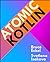 ATOMIC
KOTLIN
Bruce Eckel
Svetlana Isakova